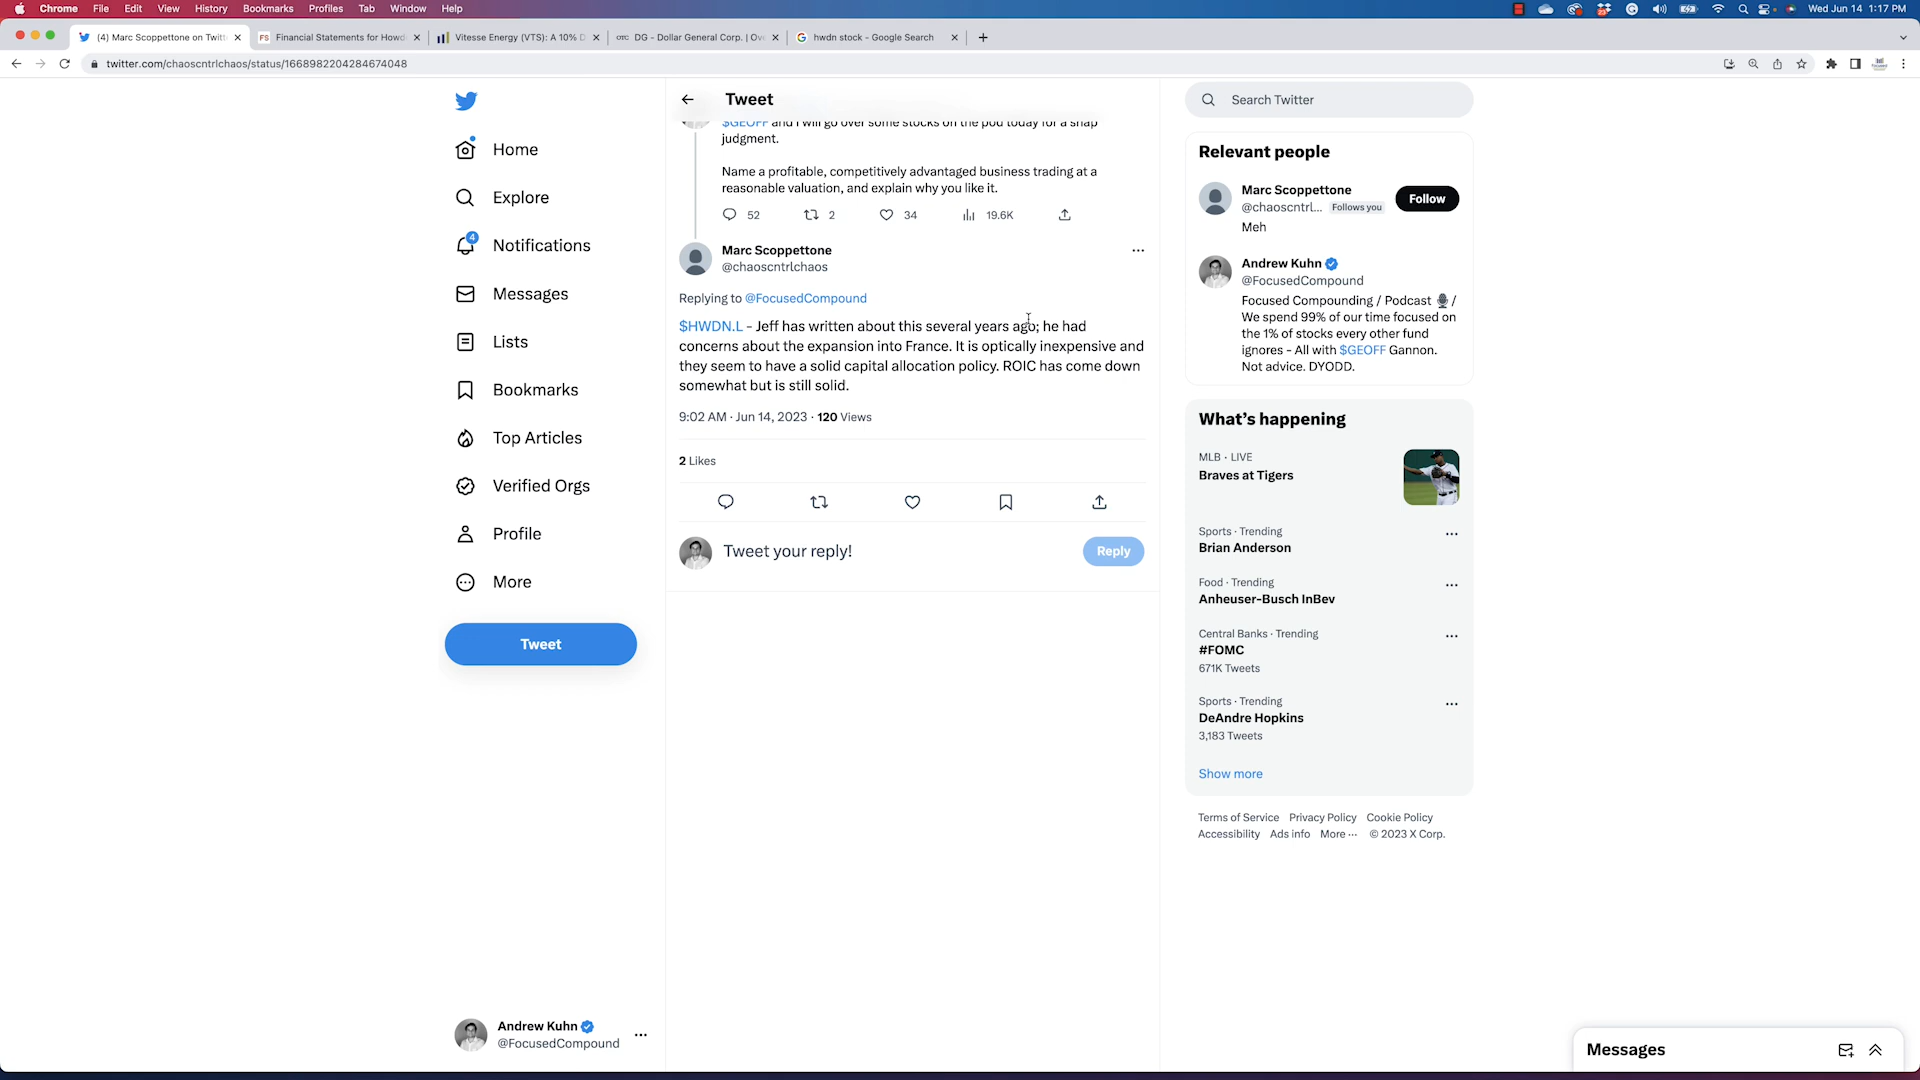 Chrome File Edit View History Bookmarks Profiles Tab Window Help
Wed Jun 14 1:17 PM
(4) Marc Scoppettone on Twitt
Financial Statements for Howd
Vitesse Energy (VTS): A 10% D
DG - Dollar General Corp. | Ov
hwdn stock - Google Search
twitter.com/chaoscntrlchaos/status/1668982204284674048
Home
Explore
4
Notifications
Messages
Lists
Bookmarks
Top Articles
Verified Orgs
Profile
More
Tweet
Andrew Kuhn
@FocusedCompound
Tweet
$GEOFF and I will go over some stocks on the pod today for a snap
judgment.
Name a profitable, competitively advantaged business trading at a
reasonable valuation, and explain why you like it.
52 2 34 19.6K
Marc Scoppettone
@chaoscntrlchaos
Replying to @FocusedCompound
$HWDN.L - Jeff has written about this several years ago; he had
concerns about the expansion into France. It is optically inexpensive and
they seem to have a solid capital allocation policy. ROIC has come down
somewhat but is still solid.
9:02 AM · Jun 14, 2023 · 120 Views
2 Likes
Tweet your reply!
Reply
Search Twitter
Relevant people
Marc Scoppettone
@chaoscntrl... Follows you
Follow
Meh
Andrew Kuhn
@FocusedCompound
Focused Compounding / Podcast 🎙️ /
We spend 99% of our time focused on
the 1% of stocks every other fund
ignores - All with $GEOFF Gannon.
Not advice. DYODD.
What's happening
MLB · LIVE
Braves at Tigers
Sports · Trending
Brian Anderson
Food · Trending
Anheuser-Busch InBev
Central Banks · Trending
#FOMC
671K Tweets
Sports · Trending
DeAndre Hopkins
3,183 Tweets
Show more
Terms of Service Privacy Policy Cookie Policy
Accessibility Ads info More ··· © 2023 X Corp.
Messages